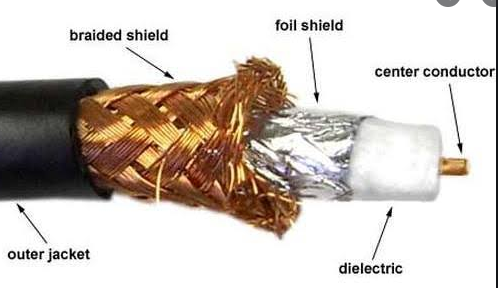 foil shield
braided shield
center conductor
outer jacket
dielectric